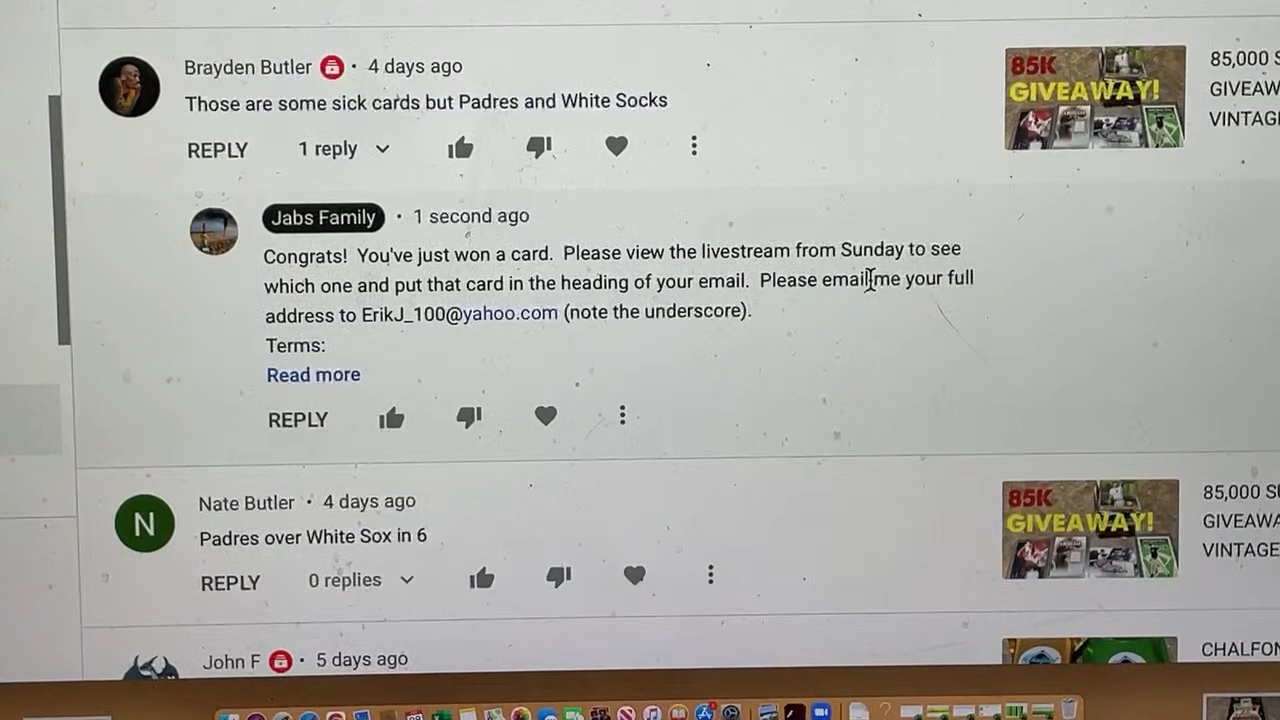 Brayden Butler · 4 days ago
Those are some sick cards but Padres and White Socks
REPLY 1 reply
85K
GIVEAWAY!
85,000 S
GIVEAW
VINTAG
Jabs Family · 1 second ago
Congrats! You've just won a card. Please view the livestream from Sunday to see
which one and put that card in the heading of your email. Please email me your full
address to ErikJ_100@yahoo.com (note the underscore).
Terms:
Read more
REPLY
N
Nate Butler · 4 days ago
Padres over White Sox in 6
REPLY 0 replies
85K
GIVEAWAY!
85,000 SU
GIVEAWA
VINTAGE
John F · 5 days ago
CHALFON